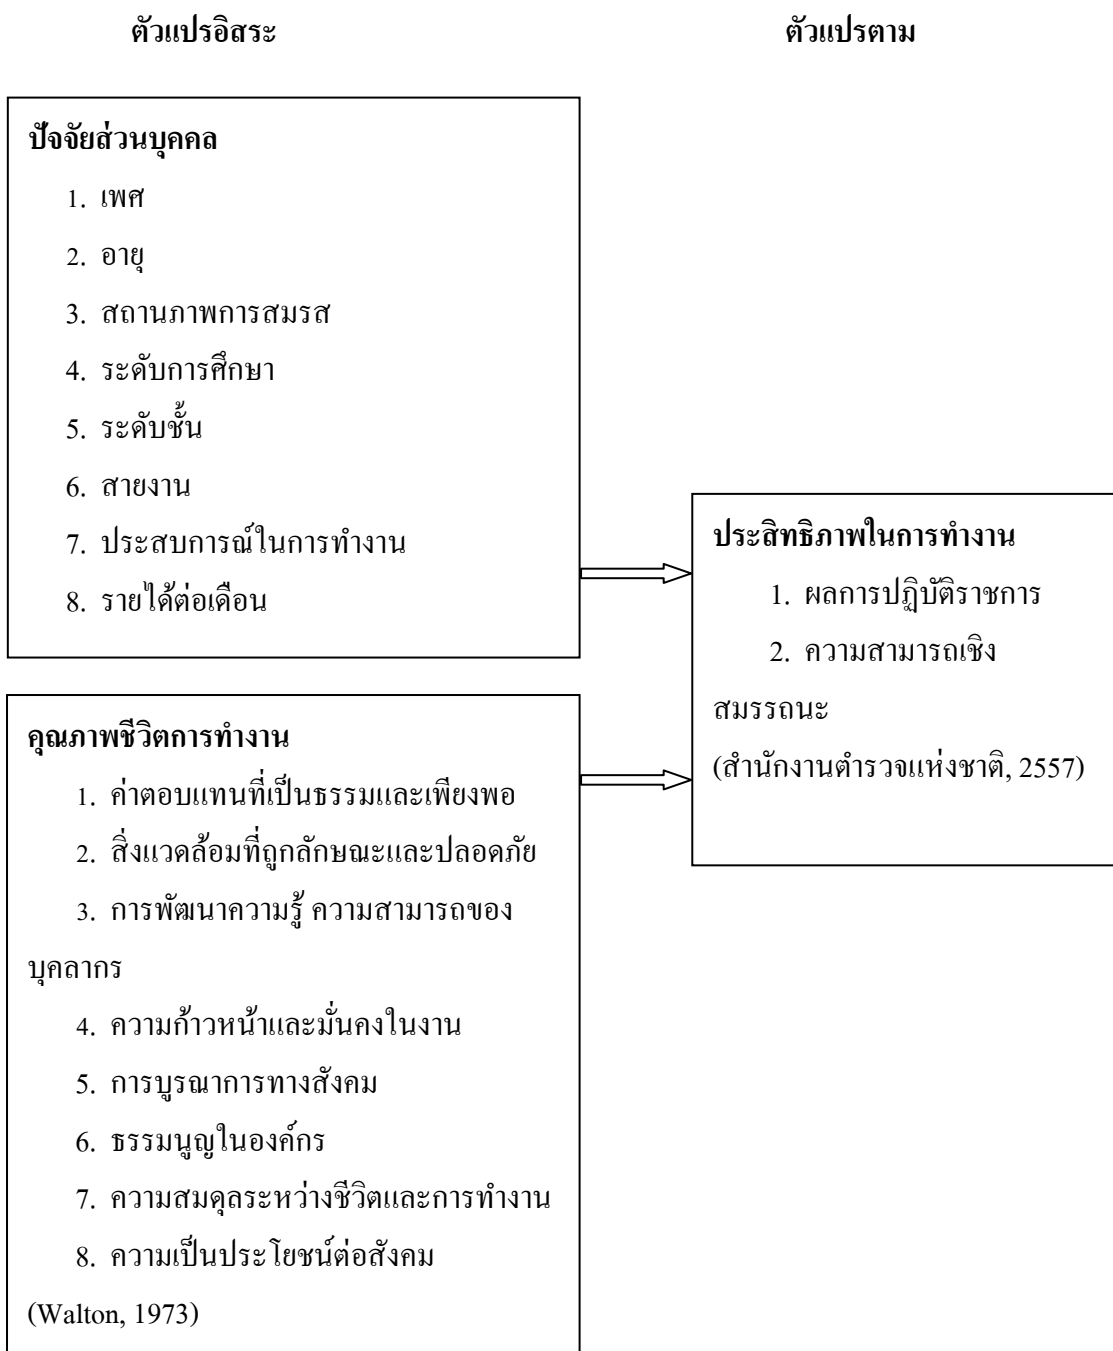 ตัวแปรอิสระ
ตัวแปรตาม
ปัจจัยส่วนบุคคล
1. เพศ
2. อายุ
3. สถานภาพการสมรส
4. ระดับการศึกษา
5. ระดับชั้น
6. สายงาน
7. ประสบการณ์ในการทำงาน
8. รายได้ต่อเดือน
คุณภาพชีวิตการทำงาน
1. ค่าตอบแทนที่เป็นธรรมและเพียงพอ
2. สิ่งแวดล้อมที่ถูกลักษณะและปลอดภัย
3. การพัฒนาความรู้ ความสามารถของ
บุคลากร
4. ความก้าวหน้าและมั่นคงในงาน
5. การบูรณาการทางสังคม
6. ธรรมนูญในองค์กร
7. ความสมดุลระหว่างชีวิตและการทำงาน
8. ความเป็นประโยชน์ต่อสังคม
(Walton, 1973)
ประสิทธิภาพในการทำงาน
1. ผลการปฏิบัติราชการ
2. ความสามารถเชิง
สมรรถนะ
(สำนักงานตำรวจแห่งชาติ, 2557)